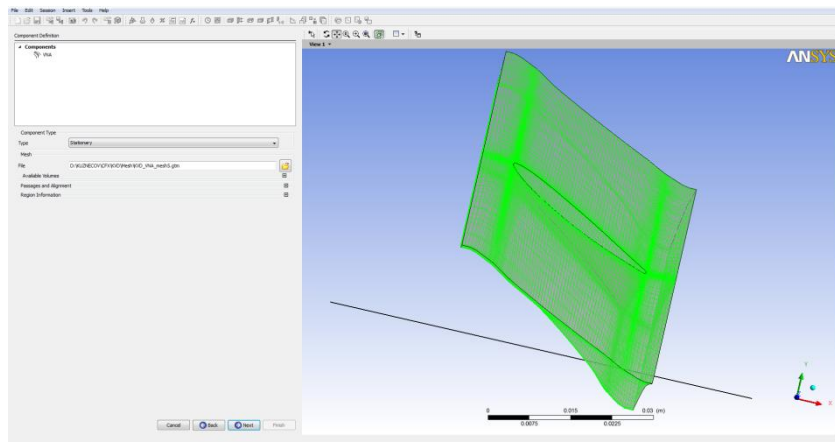 File Edit Session Insert Tools Help
Component Definition
Components
VNA
Component Type
Type Stationary
Mesh
File
Available Volumes
Passages and Alignment
Region Information
Cancel Back Next Finish
View 1
ANSYS
0 0.015 0.03 (m)
0.0075 0.0225
Y
X